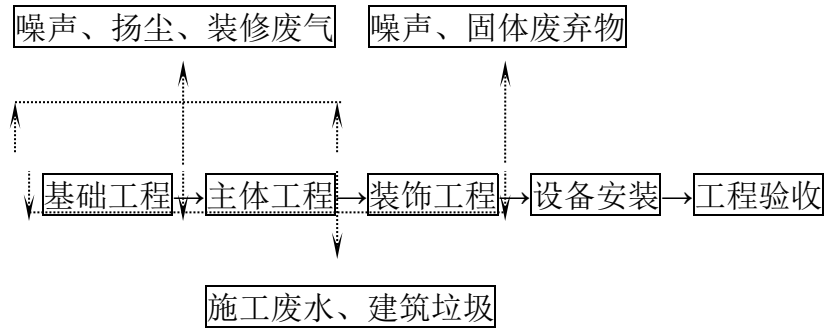 噪声、扬尘、装修废气 噪声、固体废弃物
基础工程 主体工程 装饰工程 设备安装 工程验收
施工废水、建筑垃圾